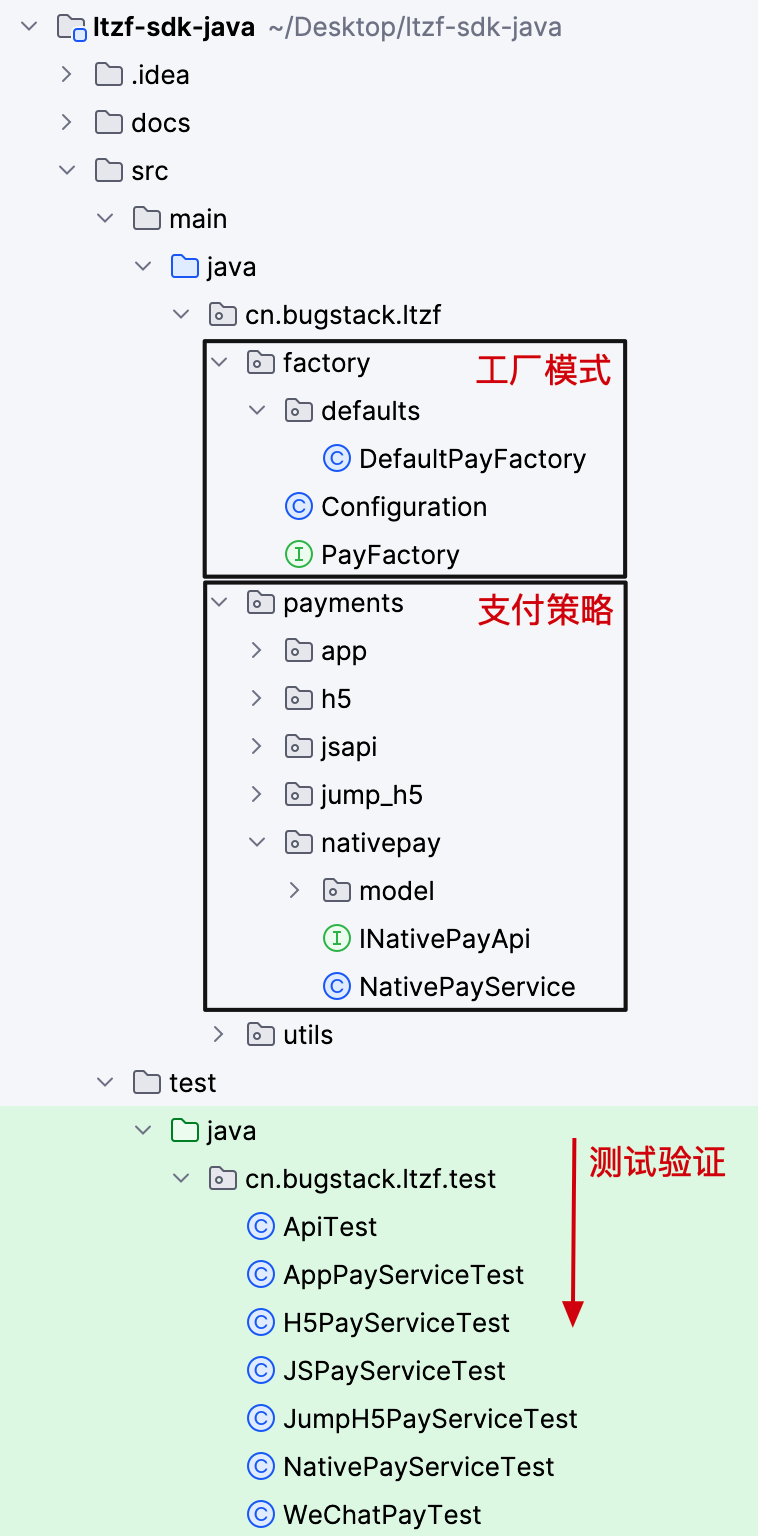 ltzf-sdk-java ~/Desktop/ltzf-sdk-java
.idea
docs
src
main
java
cn.bugstack.ltzf
factory 工厂模式
defaults
C DefaultPayFactory
C Configuration
I PayFactory
payments 支付策略
app
h5
jsapi
jump_h5
nativepay
model
I INativePayApi
C NativePayService
utils
test
java
测试验证
cn.bugstack.ltzf.test
C ApiTest
C AppPayServiceTest
C H5PayServiceTest
C JSPayServiceTest
C JumpH5PayServiceTest
C NativePayServiceTest
C WeChatPayTest